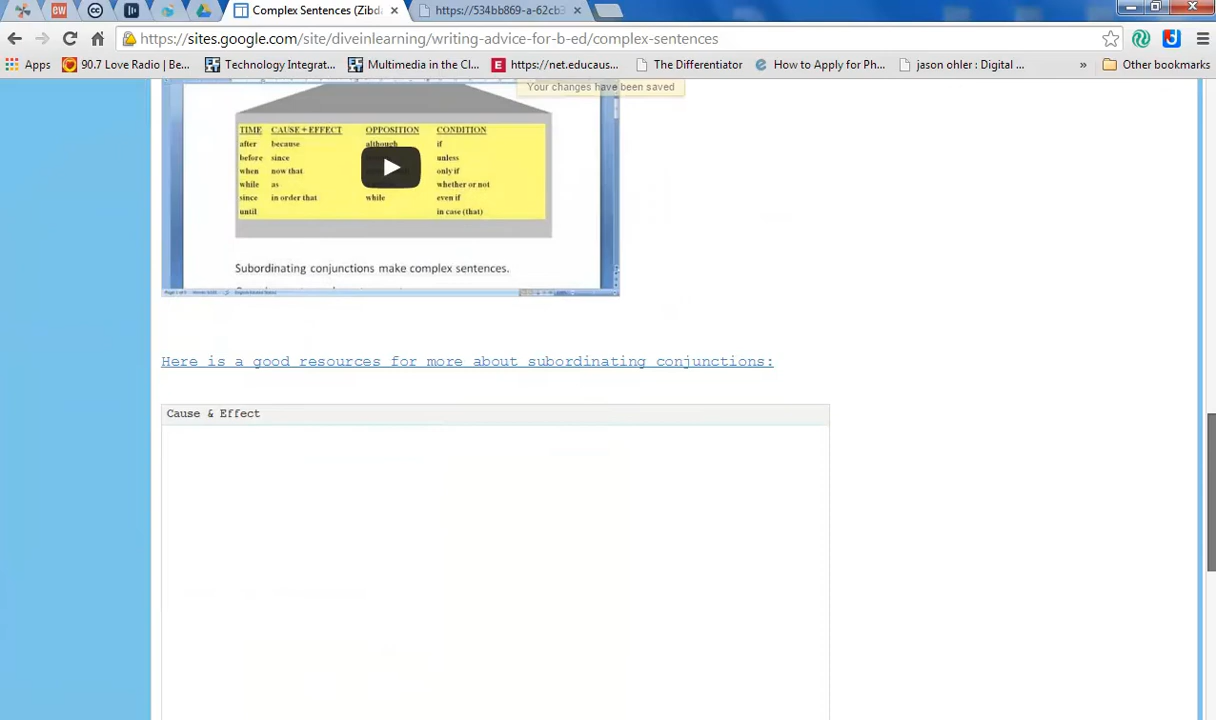 Complex Sentences (Zibd
https://534bb869-a-62cb3
https://sites.google.com/site/diveinlearning/writing-advice-for-b-ed/complex-sentences
Apps
90.7 Love Radio | Be...
Technology Integrat...
Multimedia in the Cl...
https://net.educaus...
The Differentiator
How to Apply for Ph...
jason ohler : Digital ...
»
Other bookmarks
Your changes have been saved
TIME CAUSE + EFFECT OPPOSITION CONDITION
after because although if
before since unless
when now that only if
while as whether or not
since in order that while even if
until in case (that)
Subordinating conjunctions make complex sentences.
Here is a good resources for more about subordinating conjunctions:
Cause & Effect